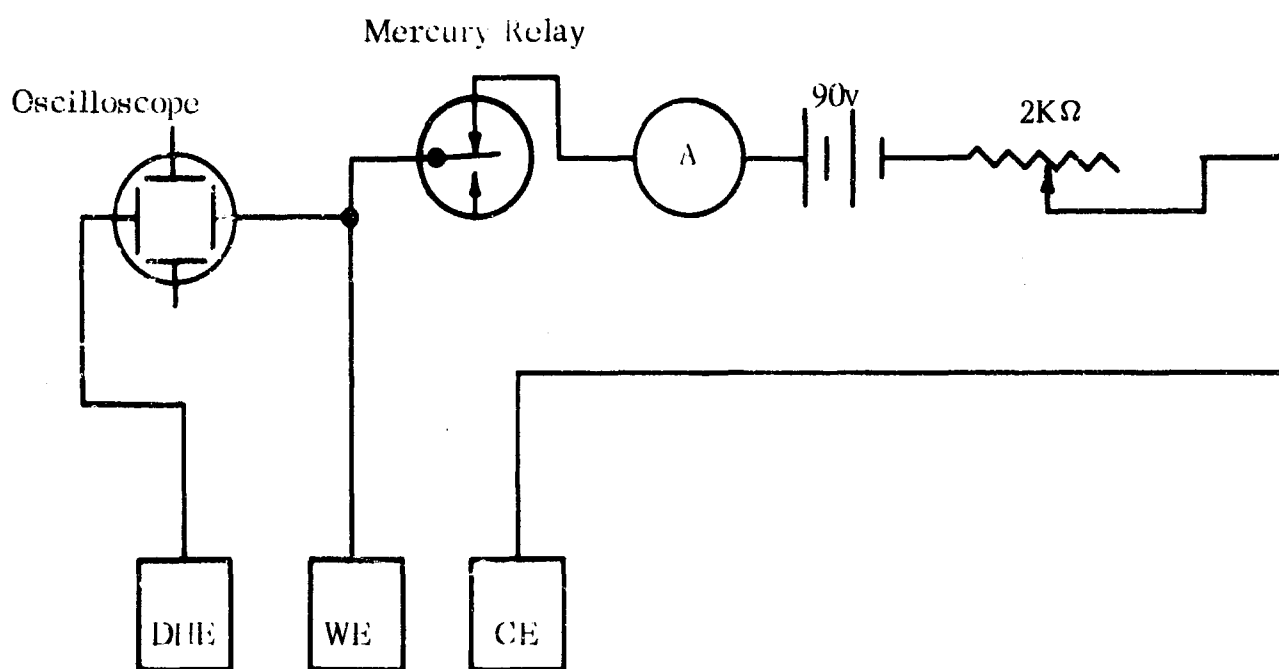 Mercury Relay
Oscilloscope
90v
2KΩ
A
DHE
WE
CE